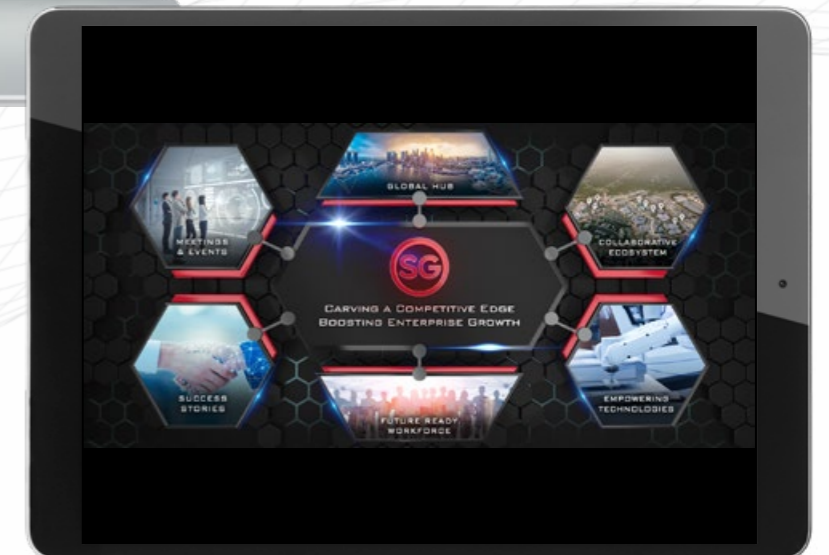 GLOBAL HUB
MEETINGS
& EVENTS
COLLABORATIVE
ECOSYSTEM
SG
CARVING A COMPETITIVE EDGE
BOOSTING ENTERPRISE GROWTH
SUCCESS
STORIES
FUTURE READY
WORKFORCE
EMPOWERING
TECHNOLOGIES